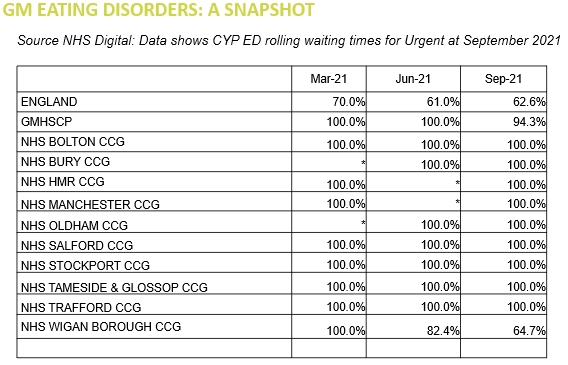 GM EATING DISORDERS: A SNAPSHOT
Source NHS Digital: Data shows CYP ED rolling waiting times for Urgent at September 2021
Mar-21 Jun-21 Sep-21
ENGLAND 70.0% 61.0% 62.6%
GMHSCP 100.0% 100.0% 94.3%
NHS BOLTON CCG 100.0% 100.0% 100.0%
NHS BURY CCG * 100.0% 100.0%
NHS HMR CCG 100.0% * 100.0%
NHS MANCHESTER CCG 100.0% * 100.0%
NHS OLDHAM CCG * 100.0% 100.0%
NHS SALFORD CCG 100.0% 100.0% 100.0%
NHS STOCKPORT CCG 100.0% 100.0% 100.0%
NHS TAMESIDE & GLOSSOP CCG 100.0% 100.0% 100.0%
NHS TRAFFORD CCG 100.0% 100.0% 100.0%
NHS WIGAN BOROUGH CCG 100.0% 82.4% 64.7%